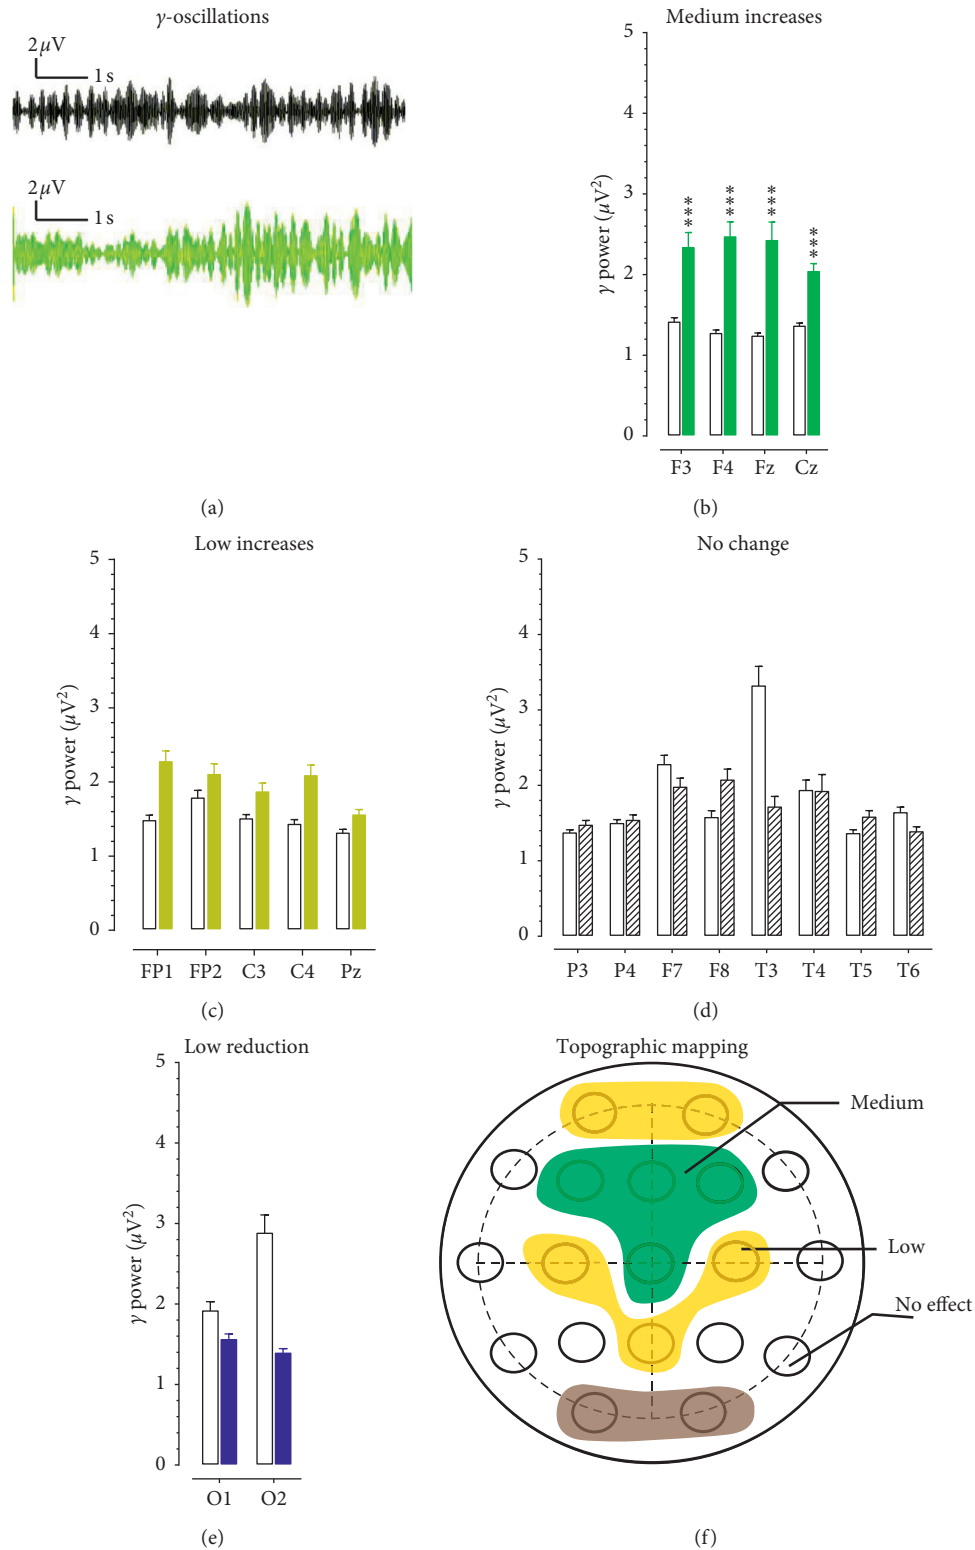 γ-oscillations
2 μV
1 s
2 μV
1 s
(a)
Medium increases
γ power (μV²)
5
4
3
2
1
0
***
***
***
***
F3 F4 Fz Cz
(b)
Low increases
γ power (μV²)
5
4
3
2
1
0
FP1 FP2 C3 C4 Pz
(c)
No change
γ power (μV²)
5
4
3
2
1
0
P3 P4 F7 F8 T3 T4 T5 T6
(d)
Low reduction
γ power (μV²)
5
4
3
2
1
0
O1 O2
(e)
Topographic mapping
Medium
Low
No effect
(f)